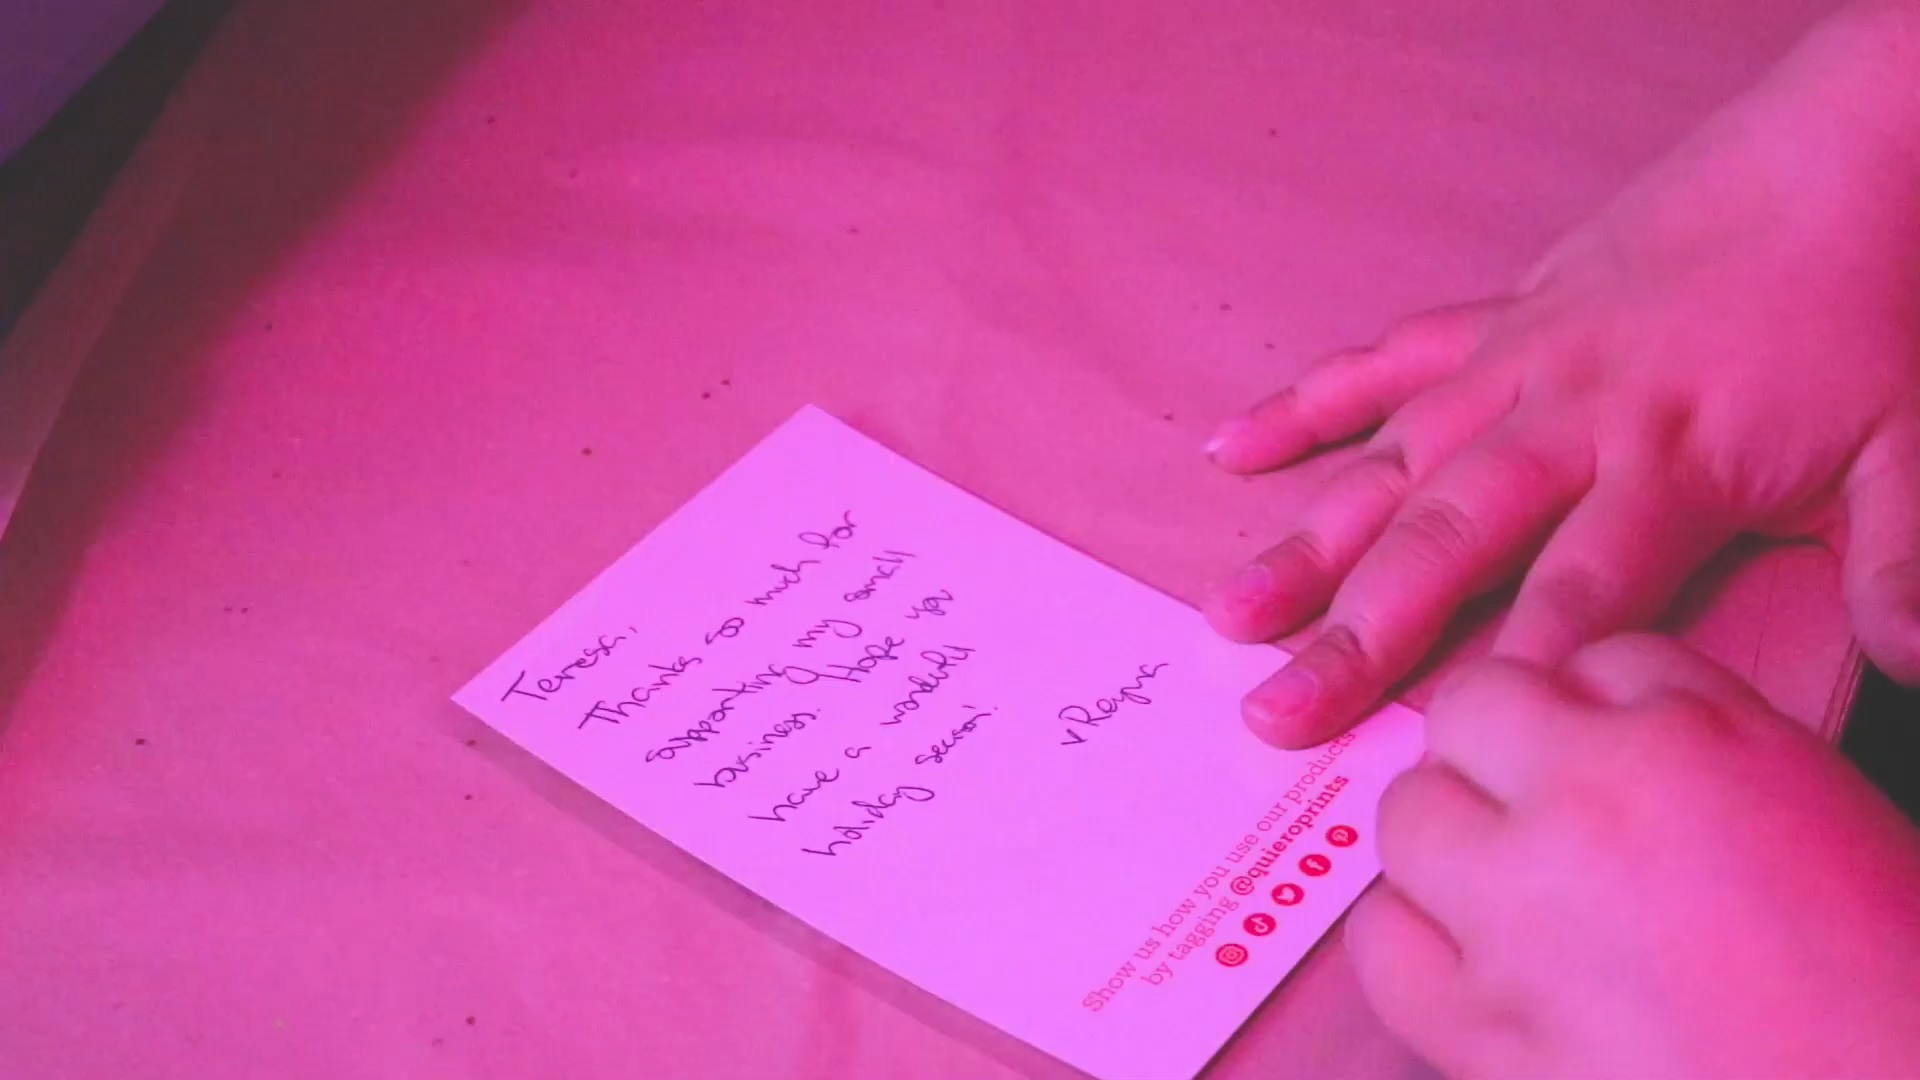 Teresa,
Thanks so much for
supporting my small
business. Hope you
have a wonderful
holiday season!
Reyna
Show us how you use our products
by tagging @quieroprints